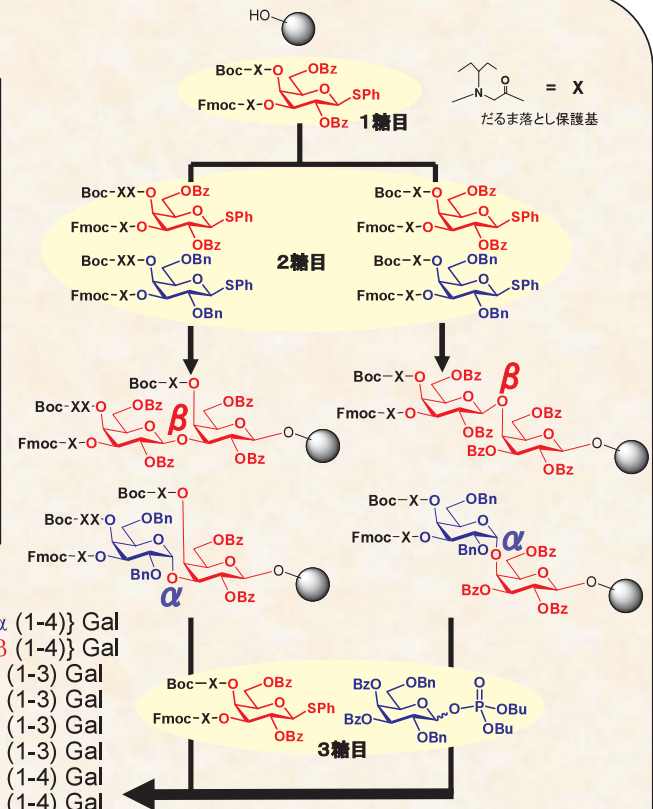 HO
Boc-X-O OBz
Fmoc-X-O O SPh
OBz 1糖目
N O = X
だるま落とし保護基
Boc-XX-O OBz
Fmoc-X-O O SPh
OBz
Boc-XX-O OBn
Fmoc-X-O O SPh
OBn
2糖目
Boc-X-O OBz
Fmoc-X-O O SPh
OBz
Boc-X-O OBn
Fmoc-X-O O SPh
OBn
Boc-X-O
Boc-XX-O OBz β OBz
Fmoc-X-O O O O O
OBz OBz
Boc-X-O OBz β
Fmoc-X-O O O OBz
OBz BzO O O
OBz
Boc-X-O
Boc-XX-O OBn OBz
Fmoc-X-O O O O
BnO O α OBz
Boc-X-O OBn
Fmoc-X-O O α
BnO O OBz
BzO O O
OBz
α (1-4)} Gal
β (1-4)} Gal
(1-3) Gal
(1-3) Gal
(1-3) Gal
(1-3) Gal
(1-4) Gal
(1-4) Gal
Boc-X-O OBz
Fmoc-X-O O SPh
OBz
BzO OBn O
BzO O O P OBu
OBn OBu
3糖目